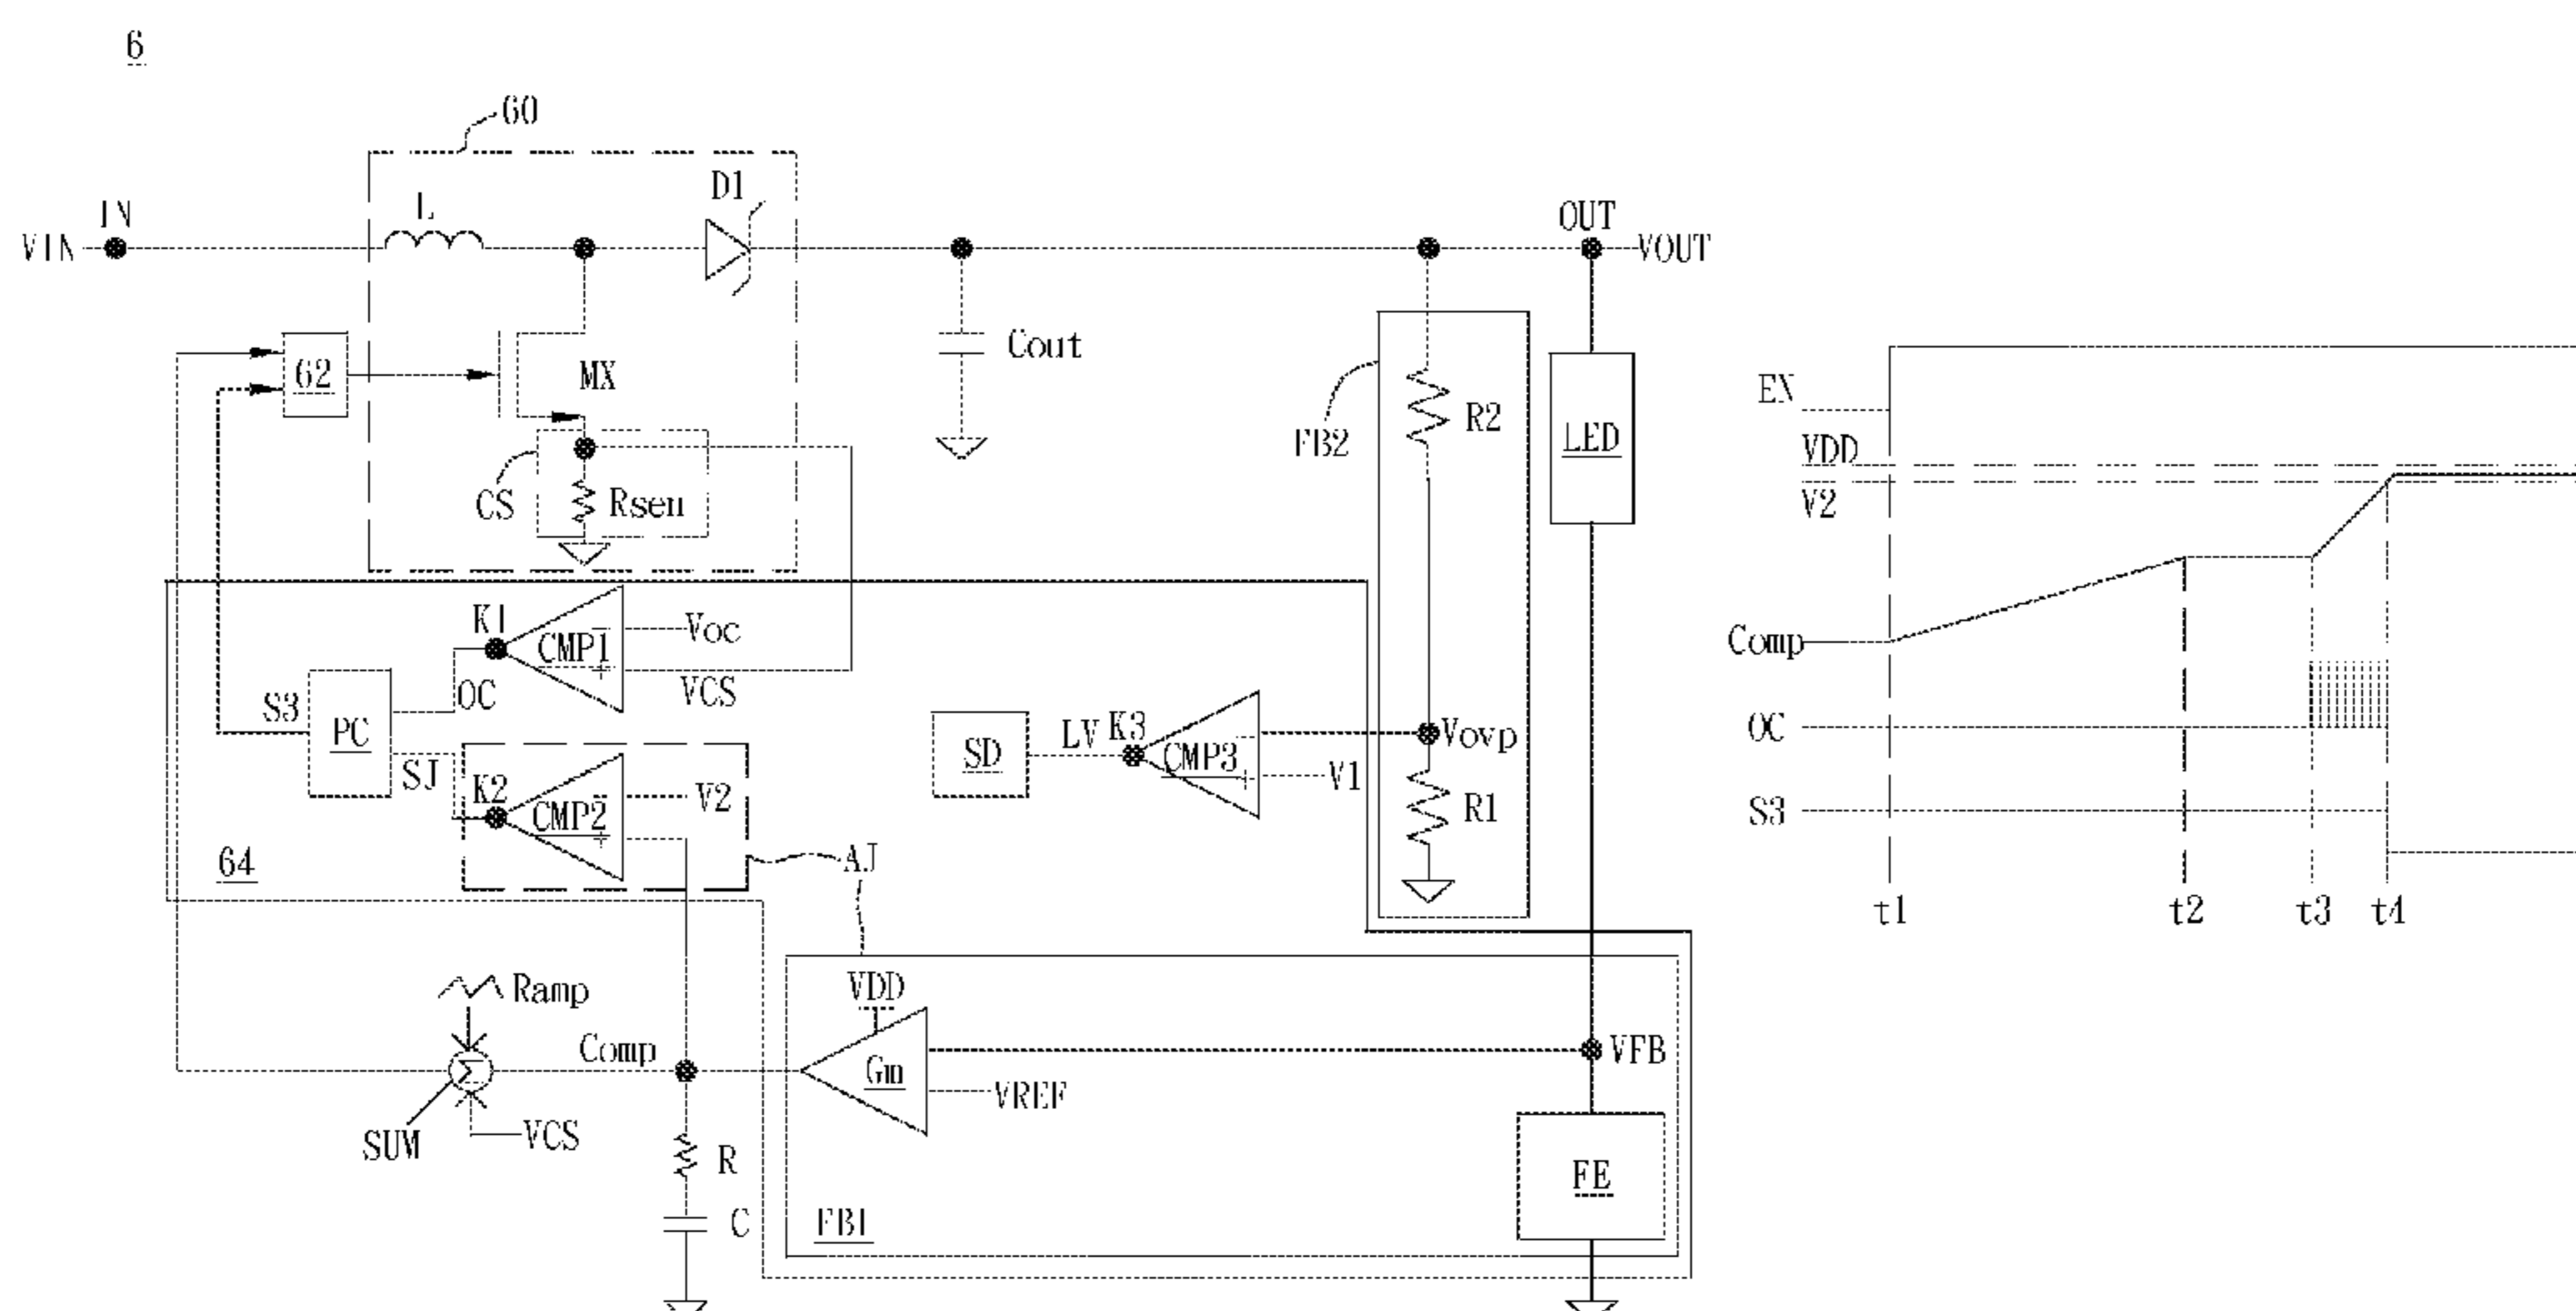 6
60
D1
IN
L
OUT
VIN
VOUT
62
MX
Cout
R2
FB2
LED
CS
Rsen
EN
VDD
V2
Comp
OC
S3
t1
t2
t3
t4
K1
CMP1
-
Voc
+
VCS
OC
S3
PC
SJ
K2
CMP2
-
V2
+
64
AJ
SD
LV
K3
CMP3
-
Vovp
+
V1
R1
Ramp
Comp
SUM
VCS
R
C
VDD
Gm
VFB
VREF
FE
FB1